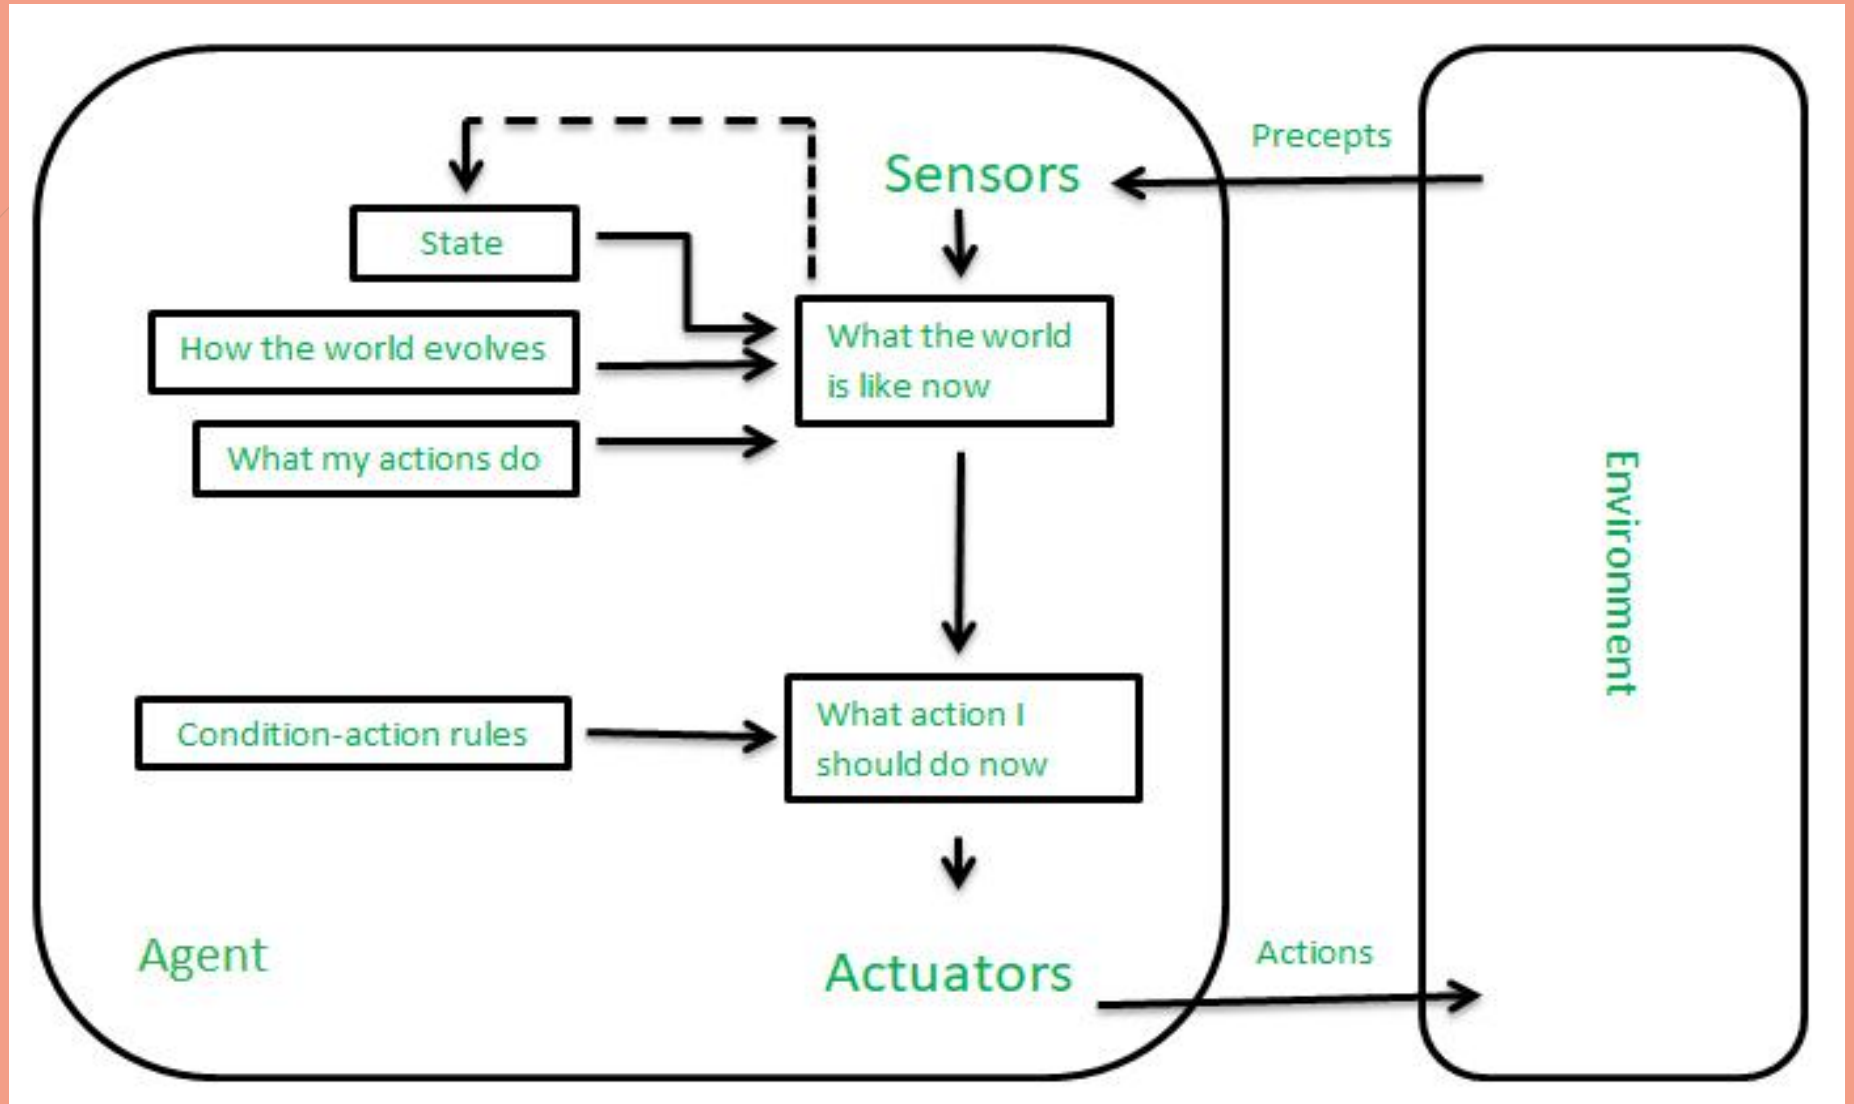 Precepts
Sensors
State
What the world
is like now
How the world evolves
What my actions do
Environment
What action I
should do now
Condition-action rules
Agent
Actuators
Actions